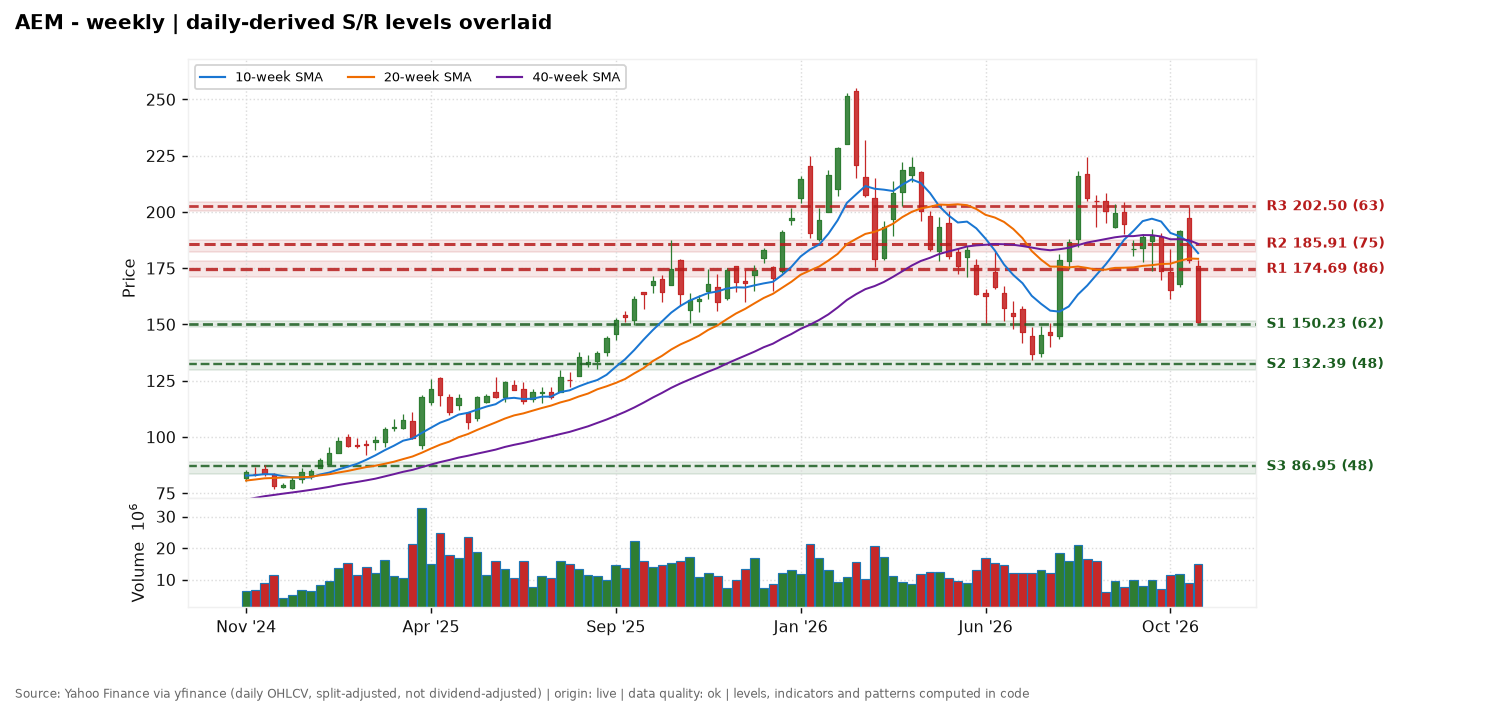 AEM - weekly | daily-derived S/R levels overlaid
10-week SMA
20-week SMA
40-week SMA
Price
250
225
200
175
150
125
100
75
R3 202.50 (63)
R2 185.91 (75)
R1 174.69 (86)
S1 150.23 (62)
S2 132.39 (48)
S3 86.95 (48)
Volume 10⁶
30
20
10
Nov '24
Apr '25
Sep '25
Jan '26
Jun '26
Oct '26
Source: Yahoo Finance via yfinance (daily OHLCV, split-adjusted, not dividend-adjusted) | origin: live | data quality: ok | levels, indicators and patterns computed in code